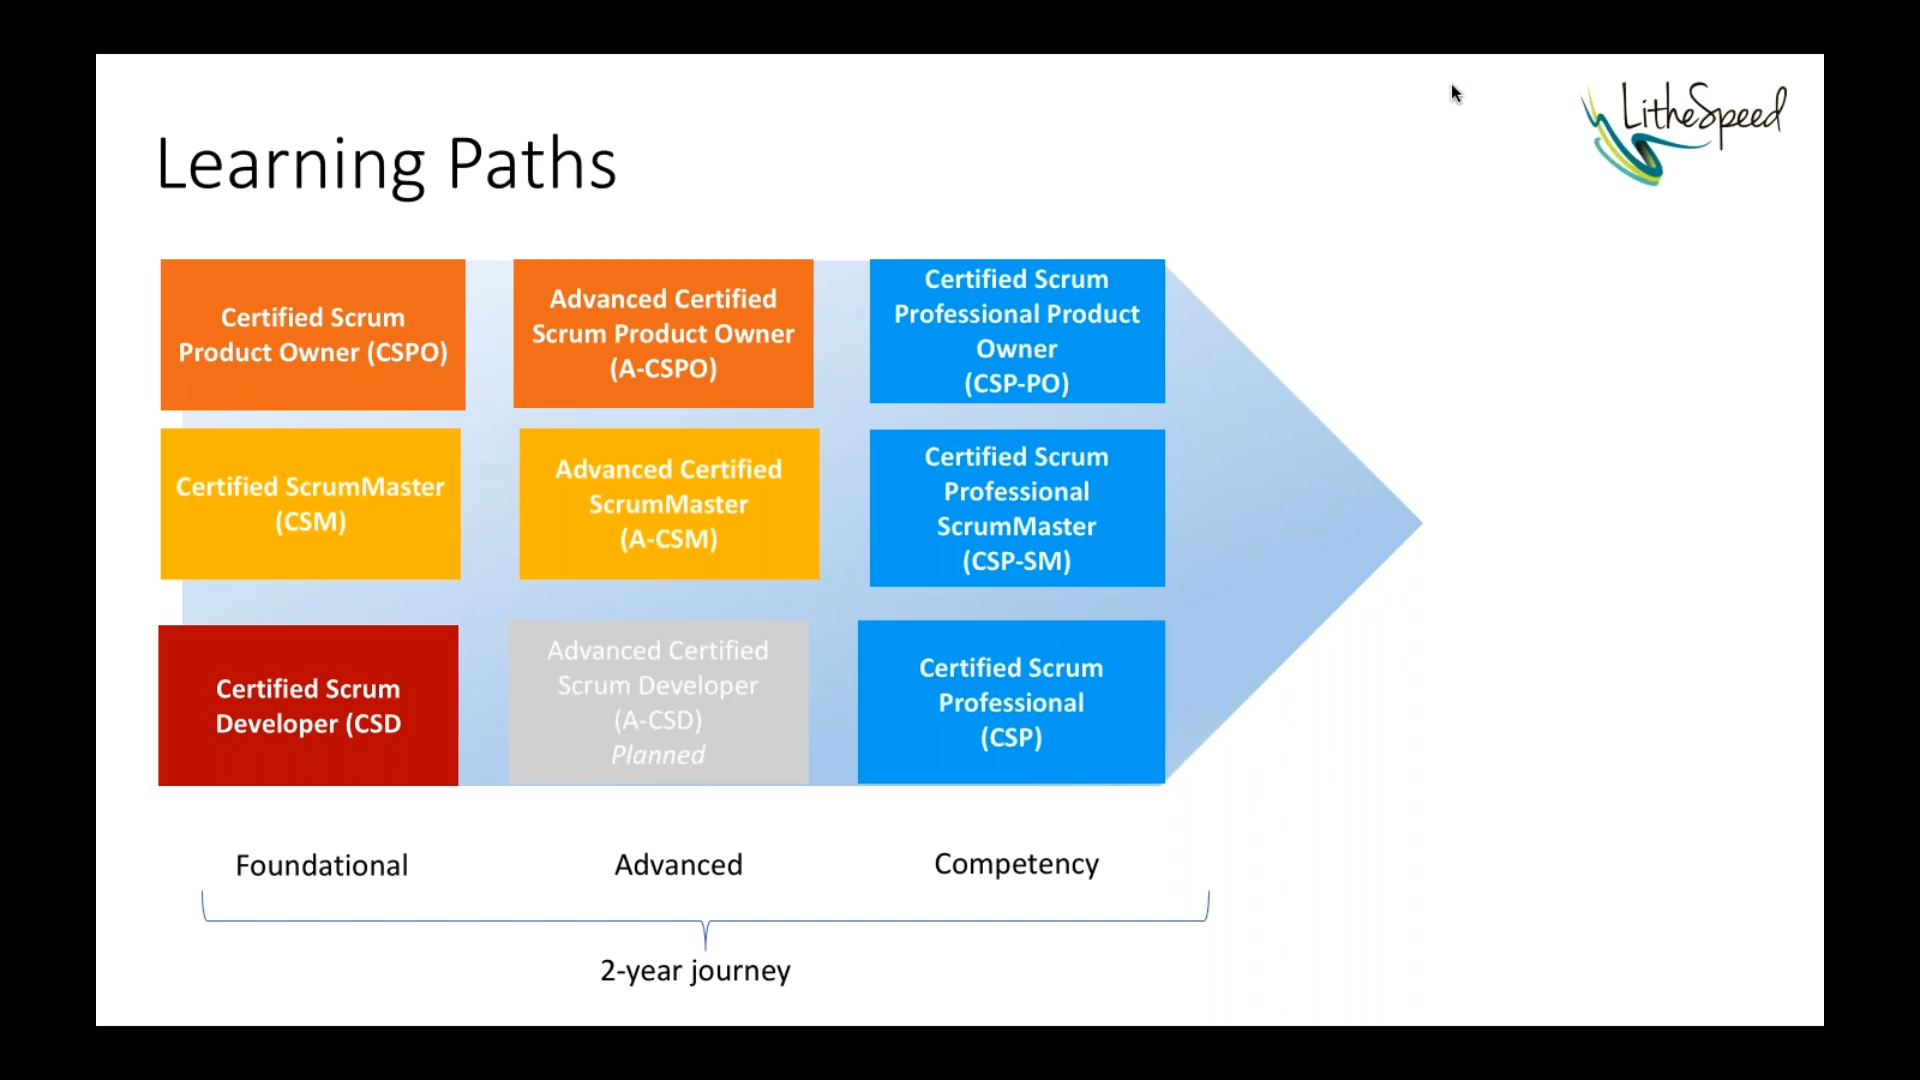 LitheSpeed
Learning Paths
Certified Scrum
Product Owner (CSPO)
Advanced Certified
Scrum Product Owner
(A-CSPO)
Certified Scrum
Professional Product
Owner
(CSP-PO)
Certified ScrumMaster
(CSM)
Advanced Certified
ScrumMaster
(A-CSM)
Certified Scrum
Professional
ScrumMaster
(CSP-SM)
Certified Scrum
Developer (CSD
Advanced Certified
Scrum Developer
(A-CSD)
Planned
Certified Scrum
Professional
(CSP)
Foundational
Advanced
Competency
2-year journey